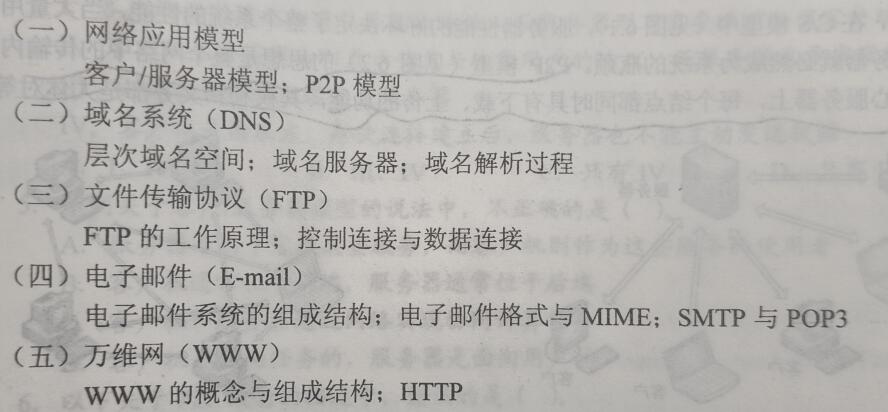 （一）网络应用模型
客户/服务器模型；P2P 模型
（二）域名系统（DNS）
层次域名空间；域名服务器；域名解析过程
（三）文件传输协议（FTP）
FTP 的工作原理；控制连接与数据连接
（四）电子邮件（E-mail）
电子邮件系统的组成结构；电子邮件格式与 MIME；SMTP 与 POP3
（五）万维网（WWW）
WWW 的概念与组成结构；HTTP